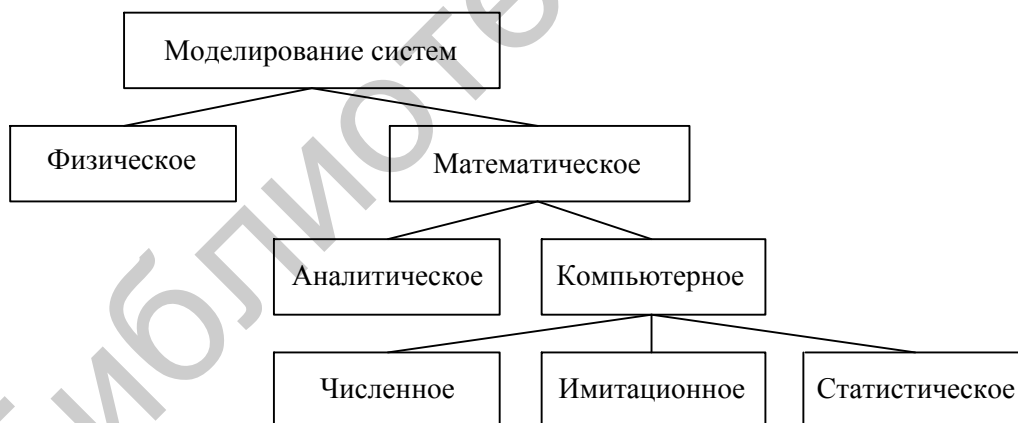 Моделирование систем
Физическое
Математическое
Аналитическое
Компьютерное
Численное
Имитационное
Статистическое